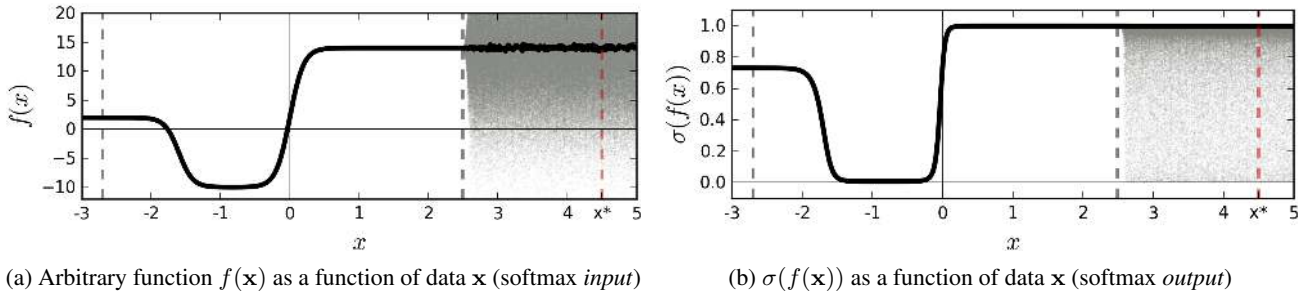 20
15
10
5
0
−5
−10
f(x)
-3 -2 -1 0 1 2 3 4 x* 5
x
1.0
0.8
0.6
0.4
0.2
0.0
σ(f(x))
-3 -2 -1 0 1 2 3 4 x* 5
x
(a) Arbitrary function f(x) as a function of data x (softmax input)
(b) σ(f(x)) as a function of data x (softmax output)